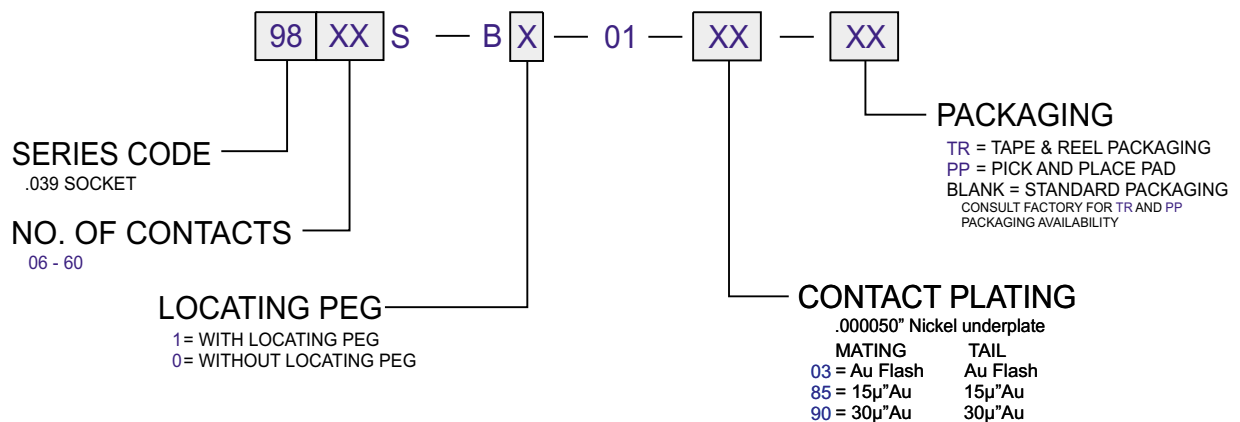 98 XX S — B X — 01 — XX — XX
SERIES CODE
.039 SOCKET
NO. OF CONTACTS
06 - 60
LOCATING PEG
1= WITH LOCATING PEG
0= WITHOUT LOCATING PEG
PACKAGING
TR = TAPE & REEL PACKAGING
PP = PICK AND PLACE PAD
BLANK = STANDARD PACKAGING
CONSULT FACTORY FOR TR AND PP
PACKAGING AVAILABILITY
CONTACT PLATING
.000050” Nickel underplate
MATING TAIL
03 = Au Flash Au Flash
85 = 15µ”Au 15µ”Au
90 = 30µ”Au 30µ”Au